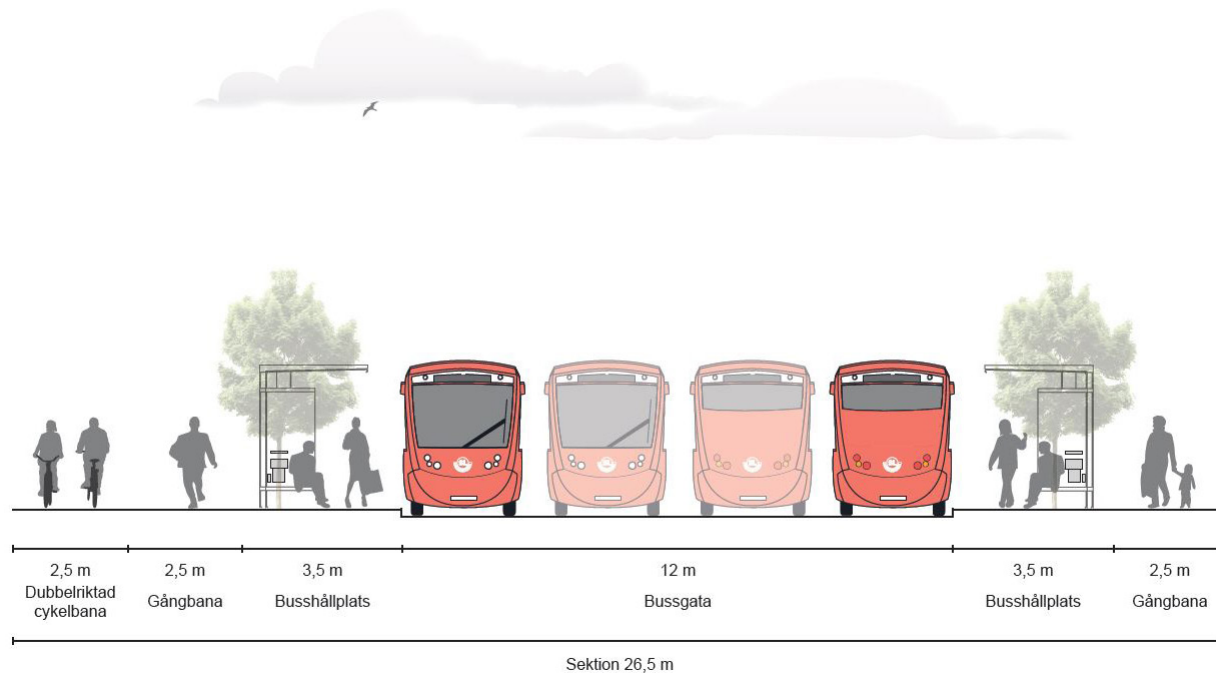 2,5 m
Dubbelriktad
cykelbana
2,5 m
Gångbana
3,5 m
Busshållplats
12 m
Bussgata
3,5 m
Busshållplats
2,5 m
Gångbana
Sektion 26,5 m